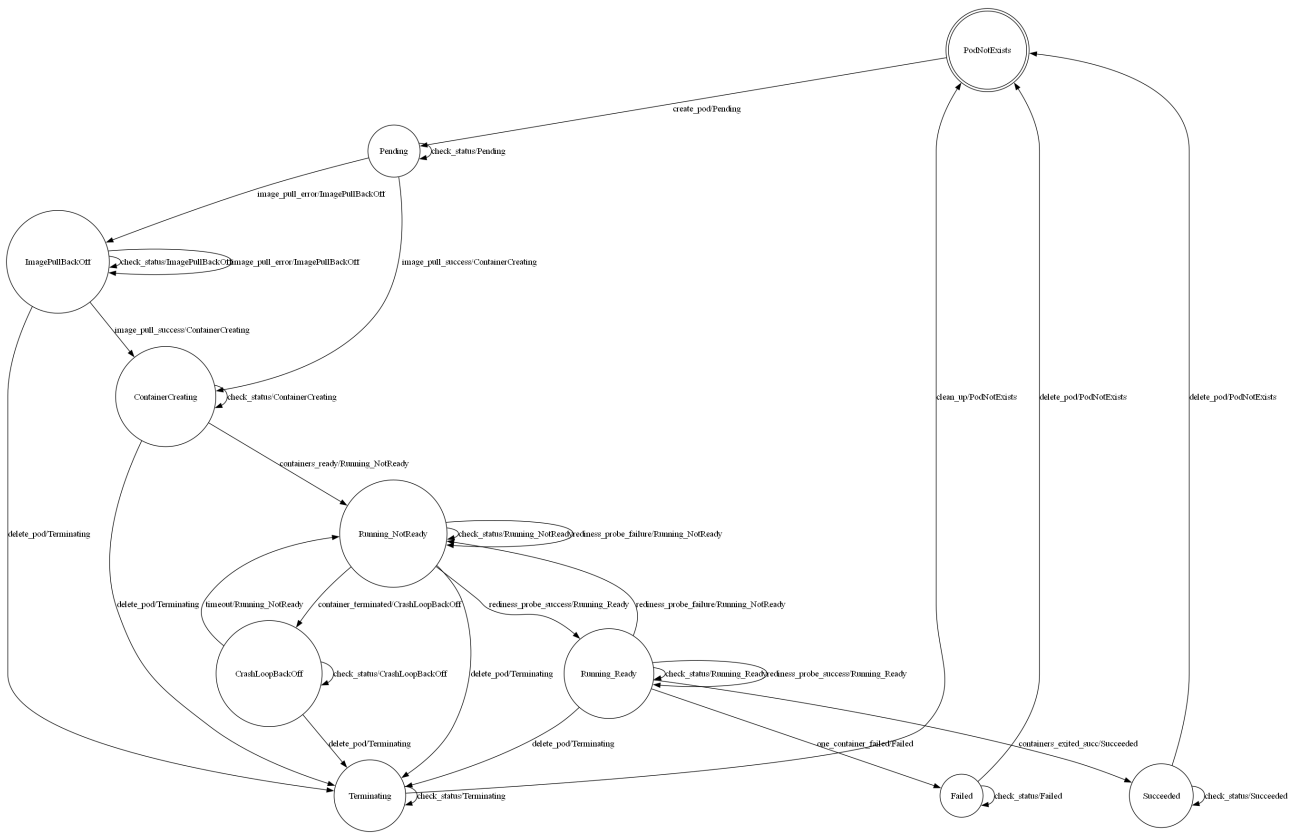 PodNotExists
create_pod/Pending
Pending
check_status/Pending
image_pull_error/ImagePullBackOff
ImagePullBackOff
check_status/ImagePullBackOff
image_pull_error/ImagePullBackOff
image_pull_success/ContainerCreating
image_pull_success/ContainerCreating
ContainerCreating
check_status/ContainerCreating
clean_up/PodNotExists
delete_pod/PodNotExists
delete_pod/PodNotExists
containers_ready/Running_NotReady
delete_pod/Terminating
Running_NotReady
check_status/Running_NotReady
rediness_probe_failure/Running_NotReady
delete_pod/Terminating
timeout/Running_NotReady
container_terminated/CrashLoopBackOff
rediness_probe_success/Running_Ready
rediness_probe_failure/Running_NotReady
CrashLoopBackOff
check_status/CrashLoopBackOff
delete_pod/Terminating
Running_Ready
check_status/Running_Ready
rediness_probe_success/Running_Ready
delete_pod/Terminating
delete_pod/Terminating
one_container_failed/Failed
containers_exited_succ/Succeeded
Terminating
check_status/Terminating
Failed
check_status/Failed
Succeeded
check_status/Succeeded